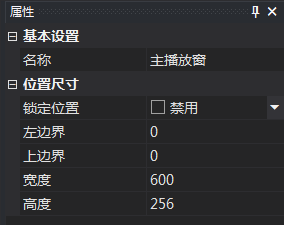 属性
基本设置
名称 主播放窗
位置尺寸
锁定位置 禁用
左边界 0
上边界 0
宽度 600
高度 256